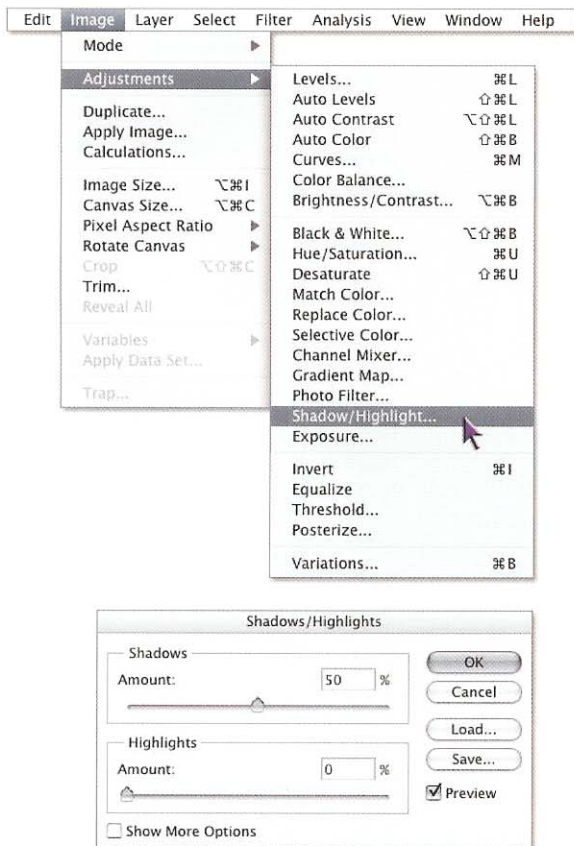 Edit Image Layer Select Filter Analysis View Window Help
Mode
Adjustments
Duplicate...
Apply Image...
Calculations...
Image Size... ⌥⌘I
Canvas Size... ⌥⌘C
Pixel Aspect Ratio
Rotate Canvas
Crop ⌥⇧⌘C
Trim...
Reveal All
Variables
Apply Data Set...
Trap...
Levels... ⌘L
Auto Levels ⇧⌘L
Auto Contrast ⌥⇧⌘L
Auto Color ⇧⌘B
Curves... ⌘M
Color Balance...
Brightness/Contrast... ⌥⌘B
Black & White... ⌥⇧⌘B
Hue/Saturation... ⌘U
Desaturate ⇧⌘U
Match Color...
Replace Color...
Selective Color...
Channel Mixer...
Gradient Map...
Photo Filter...
Shadow/Highlight...
Exposure...
Invert ⌘I
Equalize
Threshold...
Posterize...
Variations... ⌘B
Shadows/Highlights
Shadows
Amount: 50 %
Highlights
Amount: 0 %
Show More Options
OK
Cancel
Load...
Save...
Preview